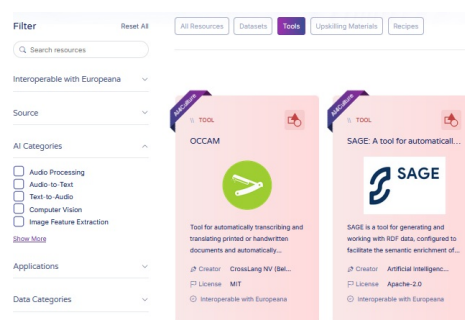 Filter
Reset All
Search resources
Interoperable with Europeana
Source
AI Categories
Audio Processing
Audio-to-Text
Text-to-Audio
Computer Vision
Image Feature Extraction
Show More
Applications
Data Categories
All Resources
Datasets
Tools
Upskilling Materials
Recipes
AI4Culture
TOOL
OCCAM
Tool for automatically transcribing and
translating printed or handwritten
documents and automatically...
Creator CrossLang NV (Bel...
License MIT
Interoperable with Europeana
AI4Culture
TOOL
SAGE: A tool for automaticall...
SAGE
SAGE is a tool for generating and
working with RDF data, configured to
facilitate the semantic enrichment of...
Creator Artificial Intelligenc...
License Apache-2.0
Interoperable with Europeana